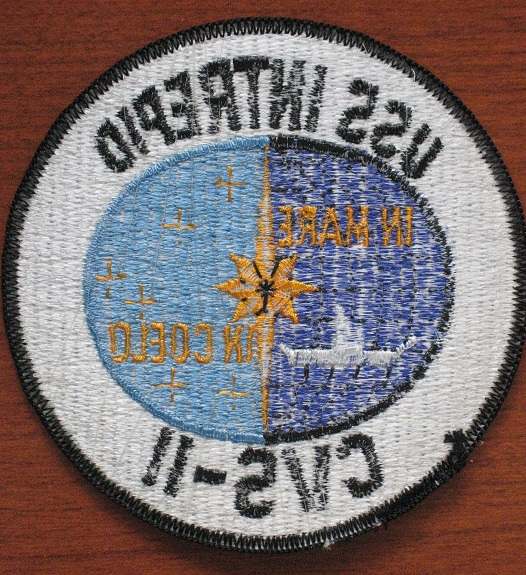 USS INTREPID
IN MARE
IN COELO
CVS-11